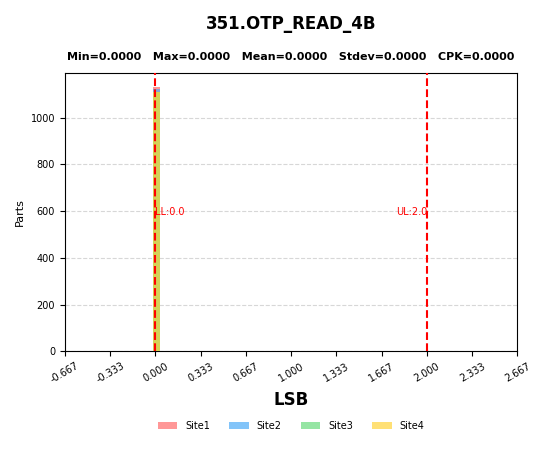 351.OTP_READ_4B
Min=0.0000 Max=0.0000 Mean=0.0000 Stdev=0.0000 CPK=0.0000
Parts
1000
800
600
400
200
0
LL:0.0
UL:2.0
-0.667 -0.333 0.000 0.333 0.667 1.000 1.333 1.667 2.000 2.333 2.667
LSB
Site1 Site2 Site3 Site4